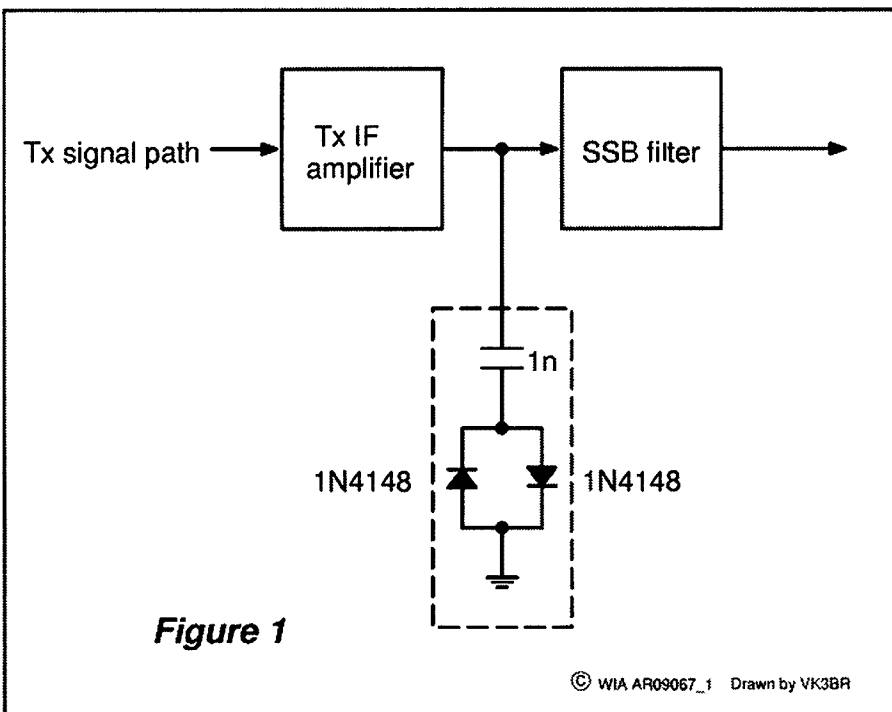 Tx signal path
Tx IF
amplifier
SSB filter
1n
1N4148
1N4148
Figure 1
© WIA AR09067_1 Drawn by VK3BR